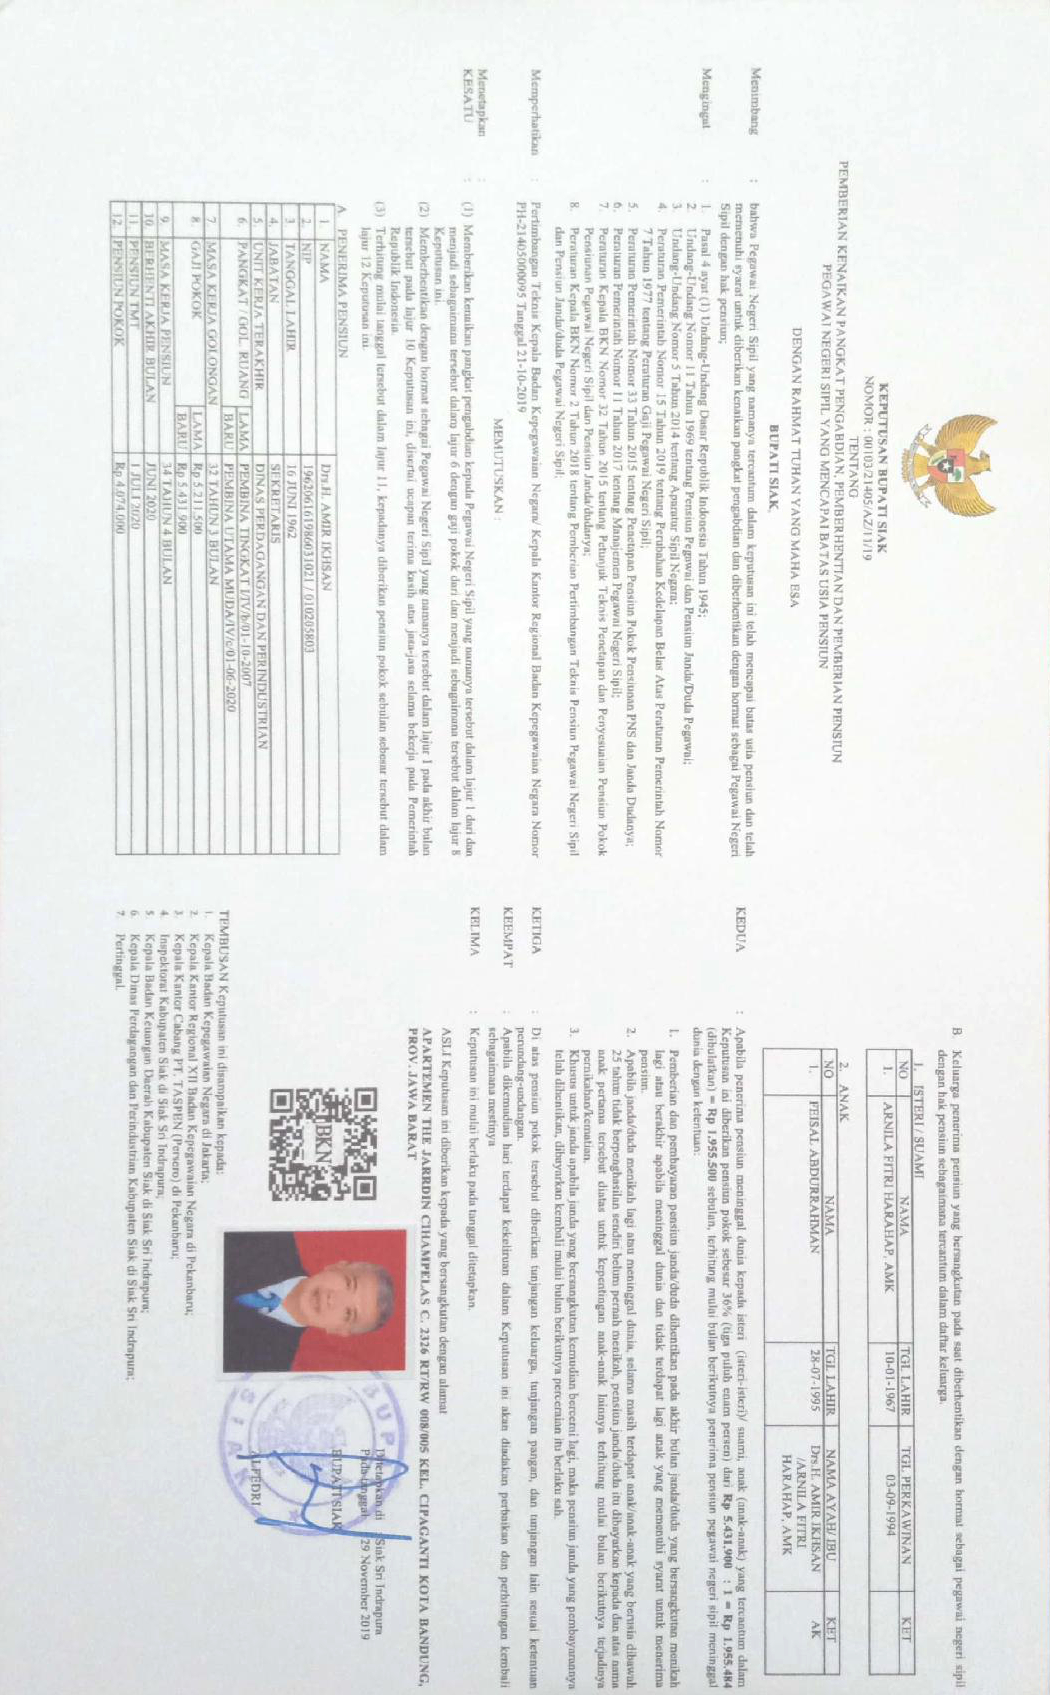 KEPUTUSAN BUPATI SIAK
NOMOR : 00103/21405/AZ/11/19
TENTANG
PEMBERIAN KENAIKAN PANGKAT PENGABDIAN, PEMBERHENTIAN DAN PEMBERIAN PENSIUN
PEGAWAI NEGERI SIPIL YANG MENCAPAI BATAS USIA PENSIUN
DENGAN RAHMAT TUHAN YANG MAHA ESA
BUPATI SIAK,
Menimbang : bahwa Pegawai Negeri Sipil yang namanya tercantum dalam keputusan ini telah mencapai batas usia pensiun dan telah
memenuhi syarat untuk diberikan kenaikan pangkat pengabdian dan diberhentikan dengan hormat sebagai Pegawai Negeri
Sipil dengan hak pensiun;
Mengingat : 1. Pasal 4 ayat (1) Undang-Undang Dasar Republik Indonesia Tahun 1945;
2. Undang-Undang Nomor 11 Tahun 1969 tentang Pensiun Pegawai dan Pensiun Janda/Duda Pegawai;
3. Undang-Undang Nomor 5 Tahun 2014 tentang Aparatur Sipil Negara;
4. Peraturan Pemerintah Nomor 15 Tahun 2019 tentang Perubahan Kedelapan Belas Atas Peraturan Pemerintah Nomor
7 Tahun 1977 tentang Peraturan Gaji Pegawai Negeri Sipil;
5. Peraturan Pemerintah Nomor 33 Tahun 2015 tentang Penetapan Pensiun Pokok Pensiunan PNS dan Janda Dudanya;
6. Peraturan Pemerintah Nomor 11 Tahun 2017 tentang Manajemen Pegawai Negeri Sipil;
7. Peraturan Kepala BKN Nomor 32 Tahun 2015 tentang Petunjuk Teknis Penetapan dan Penyesuaian Pensiun Pokok
Pensiunan Pegawai Negeri Sipil dan Pensiun Janda/dudanya;
8. Peraturan Kepala BKN Nomor 2 Tahun 2018 tentang Pemberian Pertimbangan Teknis Pensiun Pegawai Negeri Sipil
dan Pensiun Janda/duda Pegawai Negeri Sipil;
Memperhatikan : Pertimbangan Teknis Kepala Badan Kepegawaian Negara/ Kepala Kantor Regional Badan Kepegawaian Negara Nomor
PH-21405000095 Tanggal 21-10-2019
MEMUTUSKAN :
Menetapkan :
KESATU : (1) Memberikan kenaikan pangkat pengabdian kepada Pegawai Negeri Sipil yang namanya tersebut dalam lajur 1 dari dan
menjadi sebagaimana tersebut dalam lajur 6 dengan gaji pokok dari dan menjadi sebagaimana tersebut dalam lajur 8
Keputusan ini.
(2) Memberhentikan dengan hormat sebagai Pegawai Negeri Sipil yang namanya tersebut dalam lajur 1 pada akhir bulan
tersebut pada lajur 10 Keputusan ini, disertai ucapan terima kasih atas jasa-jasa selama bekerja pada Pemerintah
Republik Indonesia.
(3) Terhitung mulai tanggal tersebut dalam lajur 11, kepadanya diberikan pensiun pokok sebulan sebesar tersebut dalam
lajur 12 Keputusan ini.
A. PENERIMA PENSIUN
1. NAMA Drs.H. AMIR IKHSAN
2. NIP 196206161986031021 / 010205803
3. TANGGAL LAHIR 16 JUNI 1962
4. JABATAN SEKRETARIS
5. UNIT KERJA TERAKHIR DINAS PERDAGANGAN DAN PERINDUSTRIAN
6. PANGKAT / GOL. RUANG LAMA PEMBINA TINGKAT I/IV/b/01-10-2007
BARU PEMBINA UTAMA MUDA/IV/c/01-06-2020
7. MASA KERJA GOLONGAN 32 TAHUN 3 BULAN
8. GAJI POKOK LAMA Rp 5.211.500
BARU Rp 5.431.900
9. MASA KERJA PENSIUN 34 TAHUN 4 BULAN
10. BERHENTI AKHIR BULAN JUNI 2020
11. PENSIUN TMT 1 JULI 2020
12. PENSIUN POKOK Rp 4.074.000
B. Keluarga penerima pensiun yang bersangkutan pada saat diberhentikan dengan hormat sebagai pegawai negeri sipil
dengan hak pensiun sebagaimana tercantum dalam daftar keluarga.
1. ISTERI / SUAMI
NO NAMA TGL LAHIR TGL PERKAWINAN KET
1. ARNILA FITRI HARAHAP, AMK 10-01-1967 03-09-1994
2. ANAK
NO NAMA TGL LAHIR NAMA AYAH/ IBU KET
1. FEISAL ABDURRAHMAN 28-07-1995 Drs.H. AMIR IKHSAN AK
/ARNILA FITRI
HARAHAP, AMK
KEDUA : Apabila penerima pensiun meninggal dunia kepada isteri (isteri-isteri)/ suami, anak (anak-anak) yang tercantum dalam
Keputusan ini diberikan pensiun pokok sebesar 36% (tiga puluh enam persen) dari Rp 5.431.900 : 1 = Rp 1.955.484
(dibulatkan) = Rp 1.955.500 sebulan, terhitung mulai bulan berikutnya penerima pensiun pegawai negeri sipil meninggal
dunia dengan ketentuan:
1. Pemberian dan pembayaran pensiun janda/duda dihentikan pada akhir bulan janda/duda yang bersangkutan menikah
lagi atau berakhir apabila meninggal dunia dan tidak terdapat lagi anak yang memenuhi syarat untuk menerima
pensiun.
2. Apabila janda/duda menikah lagi atau meninggal dunia, selama masih terdapat anak/anak-anak yang berusia dibawah
25 tahun tidak berpenghasilan sendiri belum pernah menikah, pensiun janda/duda itu dibayarkan kepada dan atas nama
anak pertama tersebut diatas untuk kepentingan anak-anak lainnya terhitung mulai bulan berikutnya terjadinya
pernikahan/kematian.
3. Khusus untuk janda apabila janda yang bersangkutan kemudian bercerai lagi, maka pensiun janda yang pembayarannya
telah dihentikan, dibayarkan kembali mulai bulan berikutnya perceraian itu berlaku sah.
KETIGA : Di atas pensiun pokok tersebut diberikan tunjangan keluarga, tunjangan pangan, dan tunjangan lain sesuai ketentuan
perundang-undangan.
KEEMPAT : Apabila dikemudian hari terdapat kekeliruan dalam Keputusan ini akan diadakan perbaikan dan perhitungan kembali
sebagaimana mestinya
KELIMA : Keputusan ini mulai berlaku pada tanggal ditetapkan.
ASLI Keputusan ini diberikan kepada yang bersangkutan dengan alamat
APARTEMEN THE JARDIN CIHAMPELAS C. 2326 RT/RW 008/005 KEL. CIPAGANTI KOTA BANDUNG,
PROV. JAWA BARAT
BKN
Ditetapkan di Siak Sri Indrapura
Pada tanggal 29 November 2019
BUPATI SIAK
ALFEDRI
TEMBUSAN Keputusan ini disampaikan kepada:
1. Kepala Badan Kepegawaian Negara di Jakarta;
2. Kepala Kantor Regional XII Badan Kepegawaian Negara di Pekanbaru;
3. Kepala Kantor Cabang PT. TASPEN (Persero) di Pekanbaru;
4. Inspektorat Kabupaten Siak di Siak Sri Indrapura;
5. Kepala Badan Keuangan Daerah Kabupaten Siak di Siak Sri Indrapura;
6. Kepala Dinas Perdagangan dan Perindustrian Kabupaten Siak di Siak Sri Indrapura;
7. Pertinggal.